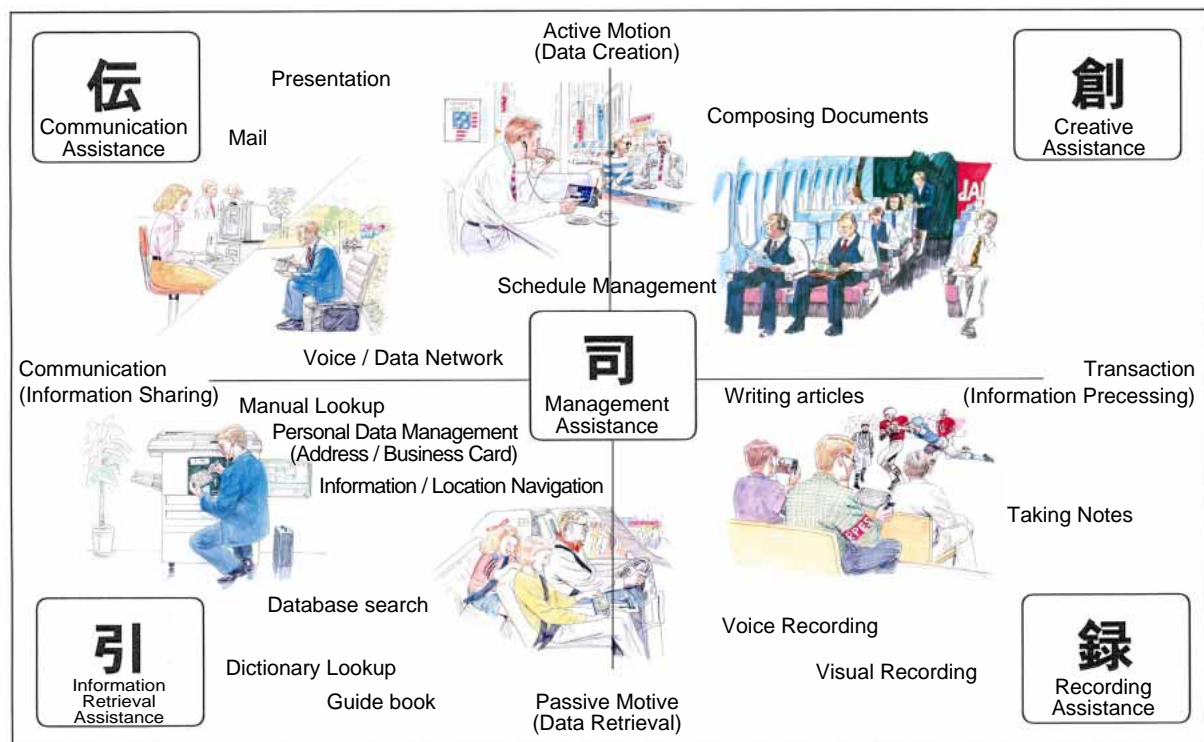 Active Motion
(Data Creation)
伝
Communication
Assistance
Presentation
Mail
創
Creative
Assistance
Composing Documents
JAP
Schedule Management
Voice / Data Network
司
Management
Assistance
Communication
(Information Sharing)
Transaction
(Information Precessing)
Manual Lookup
Personal Data Management
(Address / Business Card)
Information / Location Navigation
Writing articles
Taking Notes
Database search
Voice Recording
Visual Recording
引
Information
Retrieval
Assistance
Dictionary Lookup
Guide book
Passive Motive
(Data Retrieval)
録
Recording
Assistance